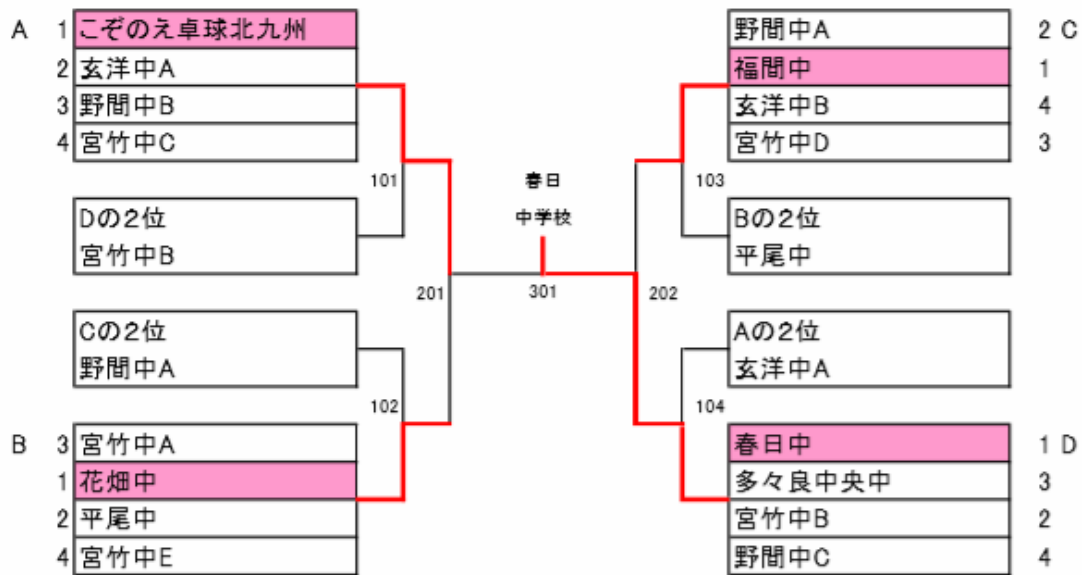 A 1 こぞのえ卓球北九州
2 玄洋中A
3 野間中B
4 宮竹中C
101
Dの2位
宮竹中B
201
Cの2位
野間中A
102
B 3 宮竹中A
1 花畑中
2 平尾中
4 宮竹中E
春日
中学校
301
野間中A 2 C
福間中 1
玄洋中B 4
宮竹中D 3
103
Bの2位
平尾中
202
Aの2位
玄洋中A
104
春日中 1 D
多々良中央中 3
宮竹中B 2
野間中C 4